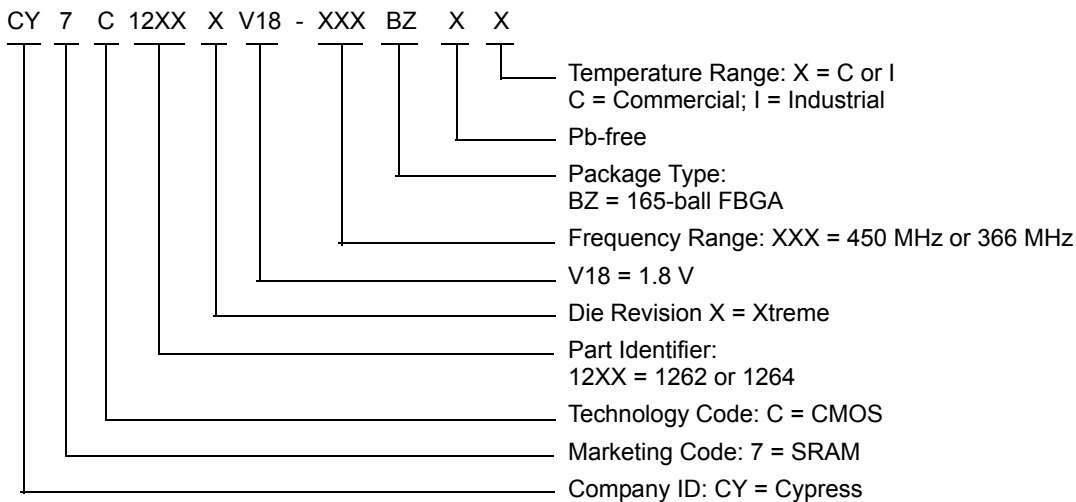 CY 7 C 12XX X V18 - XXX BZ X X
Temperature Range: X = C or I
C = Commercial; I = Industrial
Pb-free
Package Type:
BZ = 165-ball FBGA
Frequency Range: XXX = 450 MHz or 366 MHz
V18 = 1.8 V
Die Revision X = Xtreme
Part Identifier:
12XX = 1262 or 1264
Technology Code: C = CMOS
Marketing Code: 7 = SRAM
Company ID: CY = Cypress